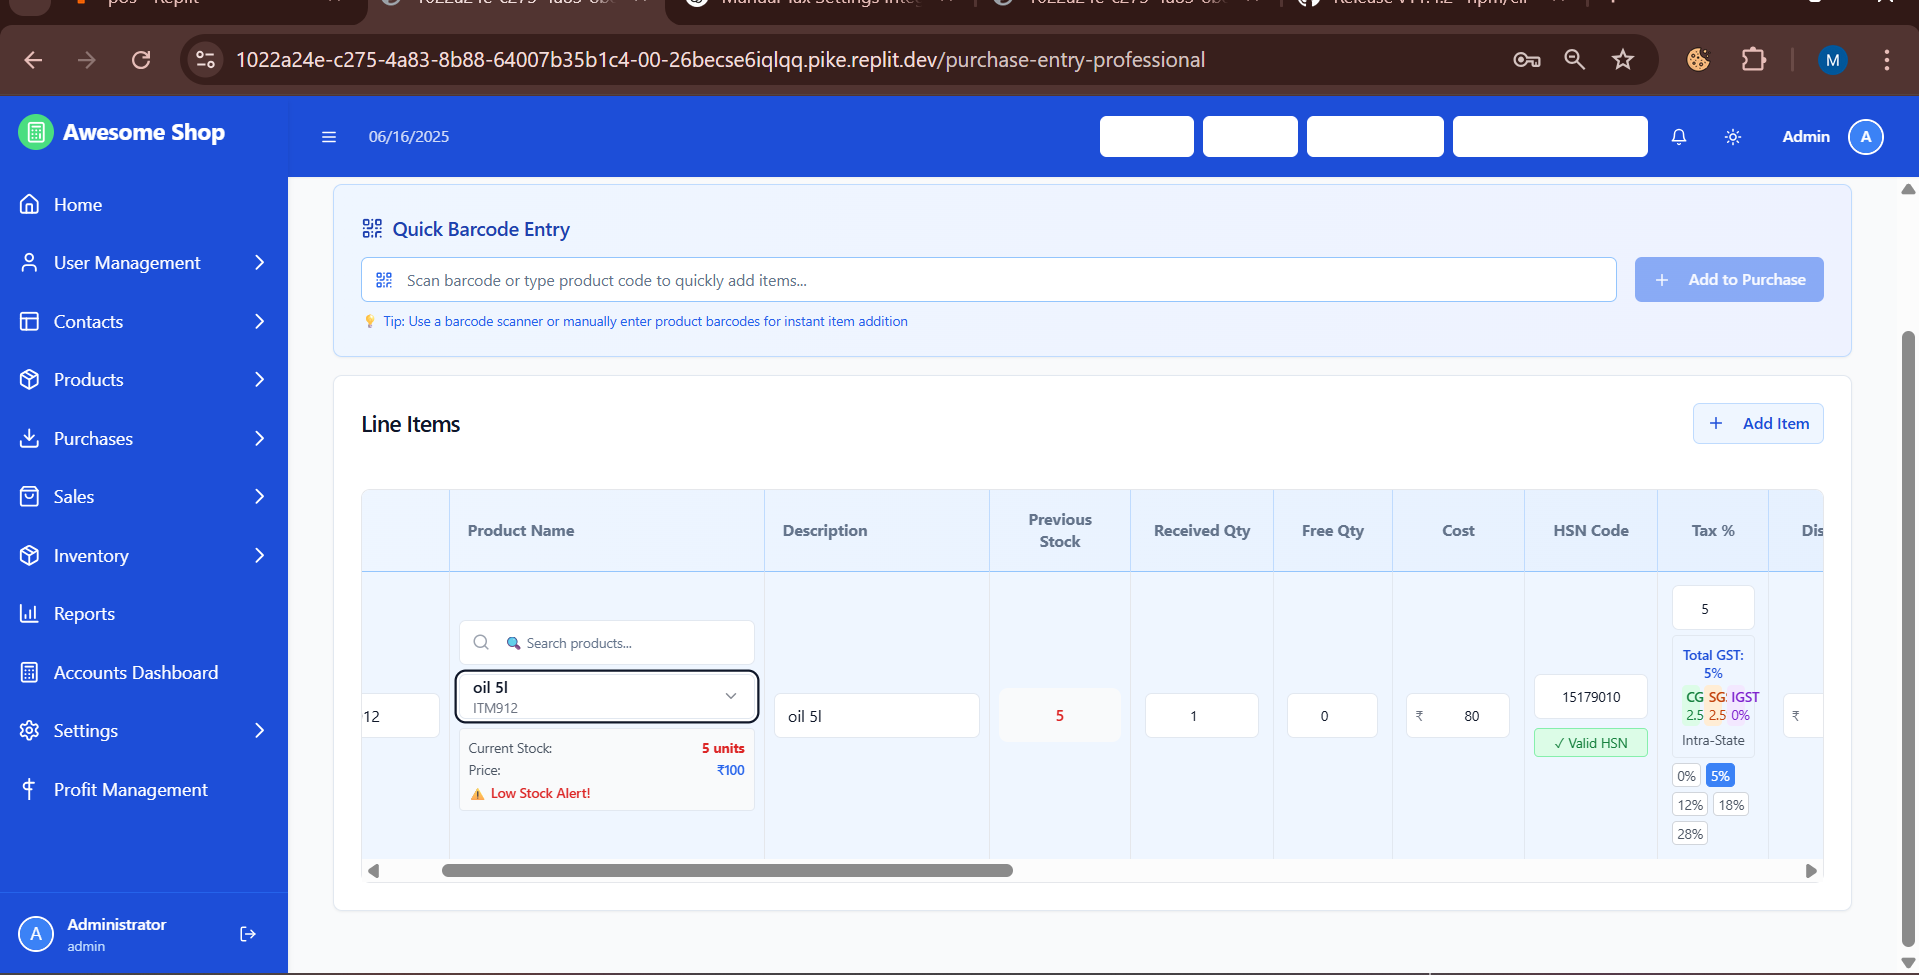 1022a24e-c275-4a83-8b88-64007b35b1c4-00-26becse6iqlqq.pike.replit.dev/purchase-entry-professional
M
Awesome Shop
06/16/2025
Admin
A
Home
User Management
Contacts
Products
Purchases
Sales
Inventory
Reports
Accounts Dashboard
Settings
Profit Management
A
Administrator
admin
Quick Barcode Entry
Scan barcode or type product code to quickly add items...
+ Add to Purchase
Tip: Use a barcode scanner or manually enter product barcodes for instant item addition
Line Items
+ Add Item
Product Name
Description
Previous Stock
Received Qty
Free Qty
Cost
HSN Code
Tax %
Dis
12
Search products...
oil 5l
ITM912
Current Stock: 5 units
Price: ₹100
Low Stock Alert!
oil 5l
5
1
0
₹ 80
15179010
✓ Valid HSN
5
Total GST:
5%
CG SG IGST
2.5 2.5 0%
Intra-State
0% 5%
12% 18%
28%
₹